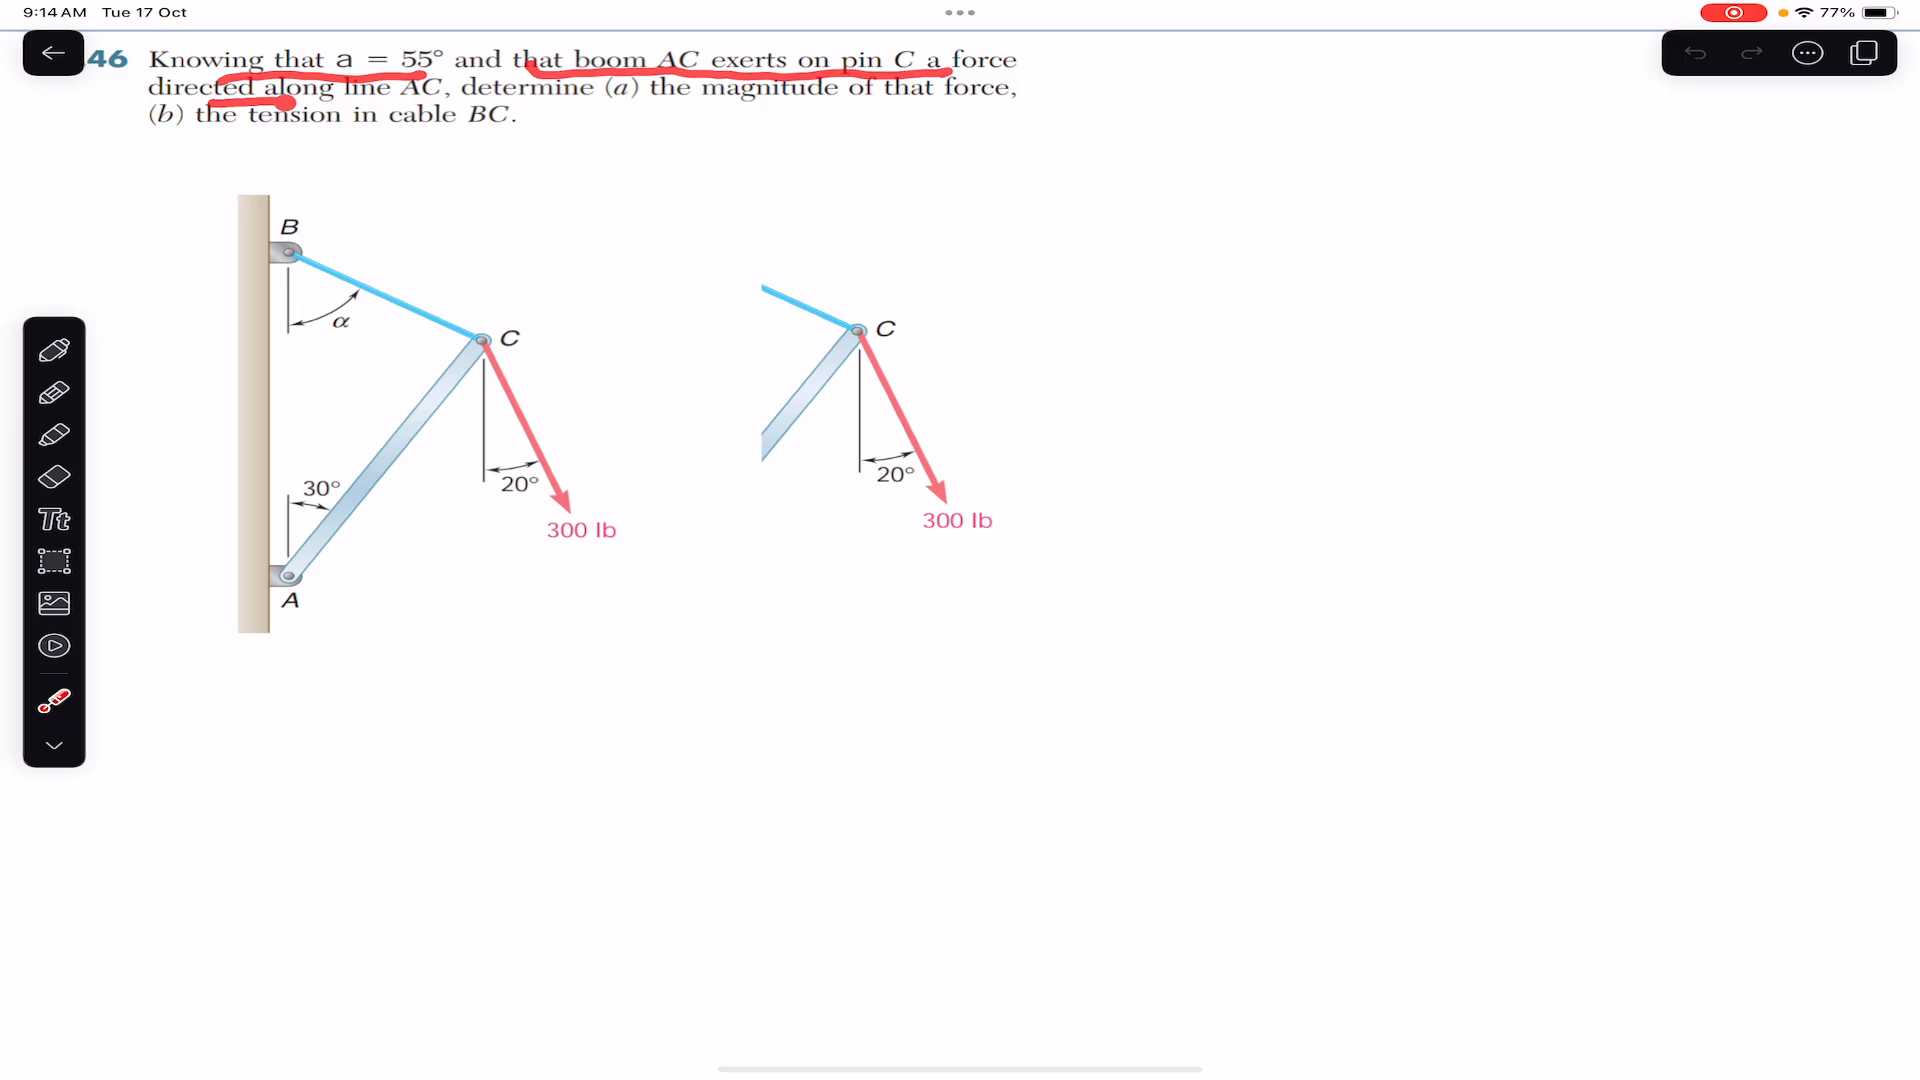 9:14 AM Tue 17 Oct
77%
46 Knowing that a = 55° and that boom AC exerts on pin C a force
directed along line AC, determine (a) the magnitude of that force,
(b) the tension in cable BC.
B
α
C
30°
20°
300 lb
A
C
20°
300 lb
Tt